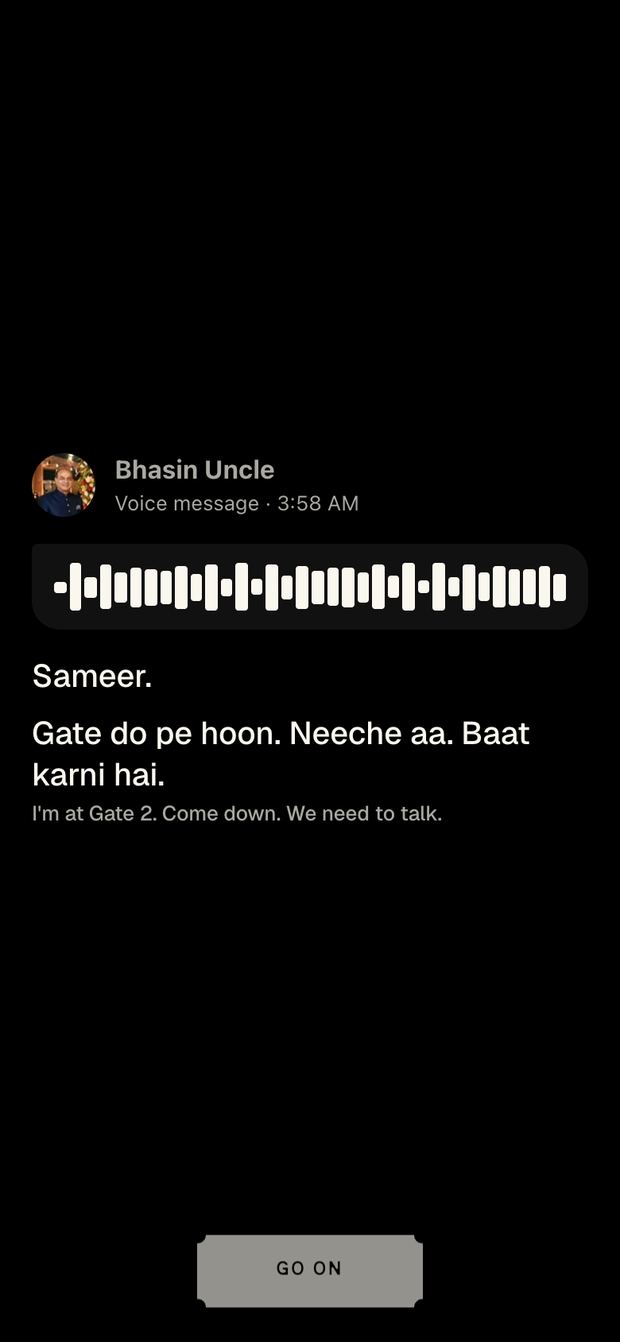 Bhasin Uncle
Voice message · 3:58 AM
Sameer.
Gate do pe hoon. Neeche aa. Baat
karni hai.
I'm at Gate 2. Come down. We need to talk.
GO ON